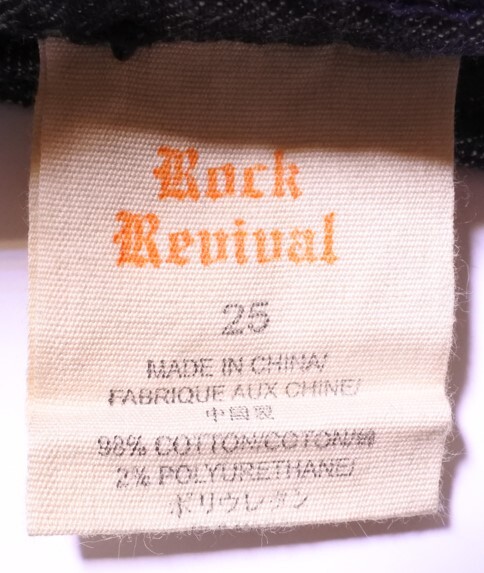 Rock
Revival
25
MADE IN CHINA/
FABRIQUE AUX CHINE/
中国製
98% COTTON/COTON/綿
2% POLYURETHANE/
ポリウレタン